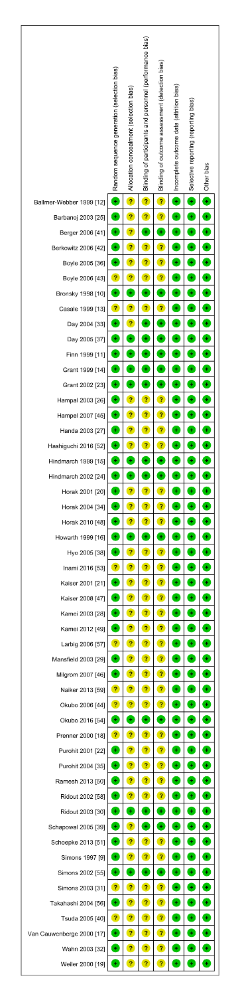 Random sequence generation (selection bias)
Allocation concealment (selection bias)
Blinding of participants and personnel (performance bias)
Blinding of outcome assessment (detection bias)
Incomplete outcome data (attrition bias)
Selective reporting (reporting bias)
Other bias
Ballmer-Webber 1999 [12] + ? ? ? + + +
Barbanoj 2003 [25] + ? ? ? + + +
Berger 2006 [41] + ? + + + + +
Berkowitz 2006 [42] + ? ? ? + + +
Boyle 2005 [36] + ? ? ? + + +
Boyle 2006 [43] ? ? ? ? + + +
Bronsky 1998 [10] + + + + + + +
Casale 1999 [13] ? ? ? ? + + +
Day 2004 [33] + ? + + + + +
Day 2005 [37] + + + + + + +
Finn 1999 [11] + + + + + + +
Grant 1999 [14] + + + + + + +
Grant 2002 [23] + + + + + + +
Hampal 2003 [26] + ? ? ? + + +
Hampel 2007 [45] + ? ? ? + + +
Handa 2003 [27] + ? ? ? + + +
Hashiguchi 2016 [52] + ? ? ? + + +
Hindmarch 1999 [15] + + + + + + +
Hindmarch 2002 [24] + + + + + + +
Horak 2001 [20] + ? ? ? + + +
Horak 2004 [34] + ? ? ? + + +
Horak 2010 [48] + ? ? ? + + +
Howarth 1999 [16] + + + + + + +
Hyo 2005 [38] + ? ? ? + + +
Inami 2016 [53] ? ? ? ? + + +
Kaiser 2001 [21] + ? ? ? + + +
Kaiser 2008 [47] + ? ? ? + + +
Kamei 2003 [28] + ? ? ? + + +
Kamei 2012 [49] + ? ? ? + + +
Larbig 2006 [57] ? ? ? ? + + +
Mansfield 2003 [29] + ? ? ? + + +
Milgrom 2007 [46] + ? ? ? + + +
Naiker 2013 [59] ? ? ? ? + + +
Okubo 2006 [44] ? ? ? ? + + +
Okubo 2016 [54] + + + + + + +
Prenner 2000 [18] ? ? ? ? + + +
Purohit 2001 [22] + ? ? ? + + +
Purohit 2004 [35] + ? ? ? + + +
Ramesh 2013 [50] + ? ? ? + + +
Ridout 2002 [58] + ? ? ? + + +
Ridout 2003 [30] + + + + + + +
Schapowal 2005 [39] + ? + + + + +
Schoepke 2013 [51] + ? ? ? + + +
Simons 1997 [9] + ? ? ? + + +
Simons 2002 [55] + + + + + + +
Simons 2003 [31] ? ? ? ? + + +
Takahashi 2004 [56] + ? ? ? + + +
Tsuda 2005 [40] ? ? ? ? + + +
Van Cauwenberge 2000 [17] + ? ? ? + + +
Wahn 2003 [32] + ? ? ? + + +
Weiler 2000 [19] + ? ? ? + + +